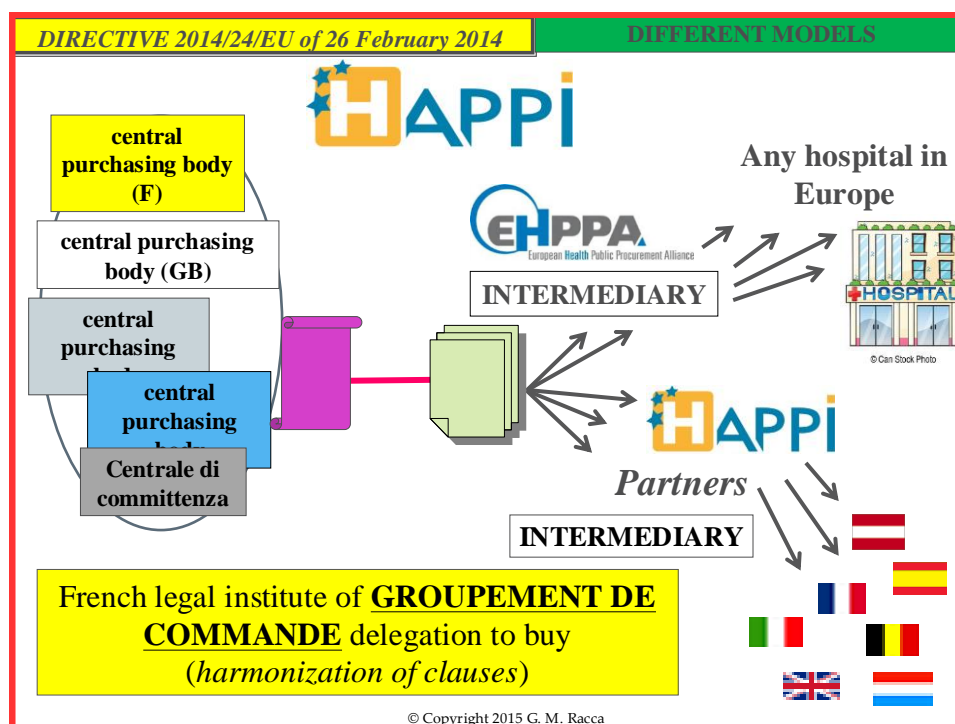 DIRECTIVE 2014/24/EU of 26 February 2014
DIFFERENT MODELS
HAPPI
central
purchasing body
(F)
central purchasing
body (GB)
central
purchasing
central
purchasing
body
Centrale di
committenza
EHPPA
European Health Public Procurement Alliance
INTERMEDIARY
Any hospital in
Europe
HOSPITAL
© Can Stock Photo
HAPPI
Partners
INTERMEDIARY
French legal institute of GROUPEMENT DE
COMMANDE delegation to buy
(harmonization of clauses)
© Copyright 2015 G. M. Racca